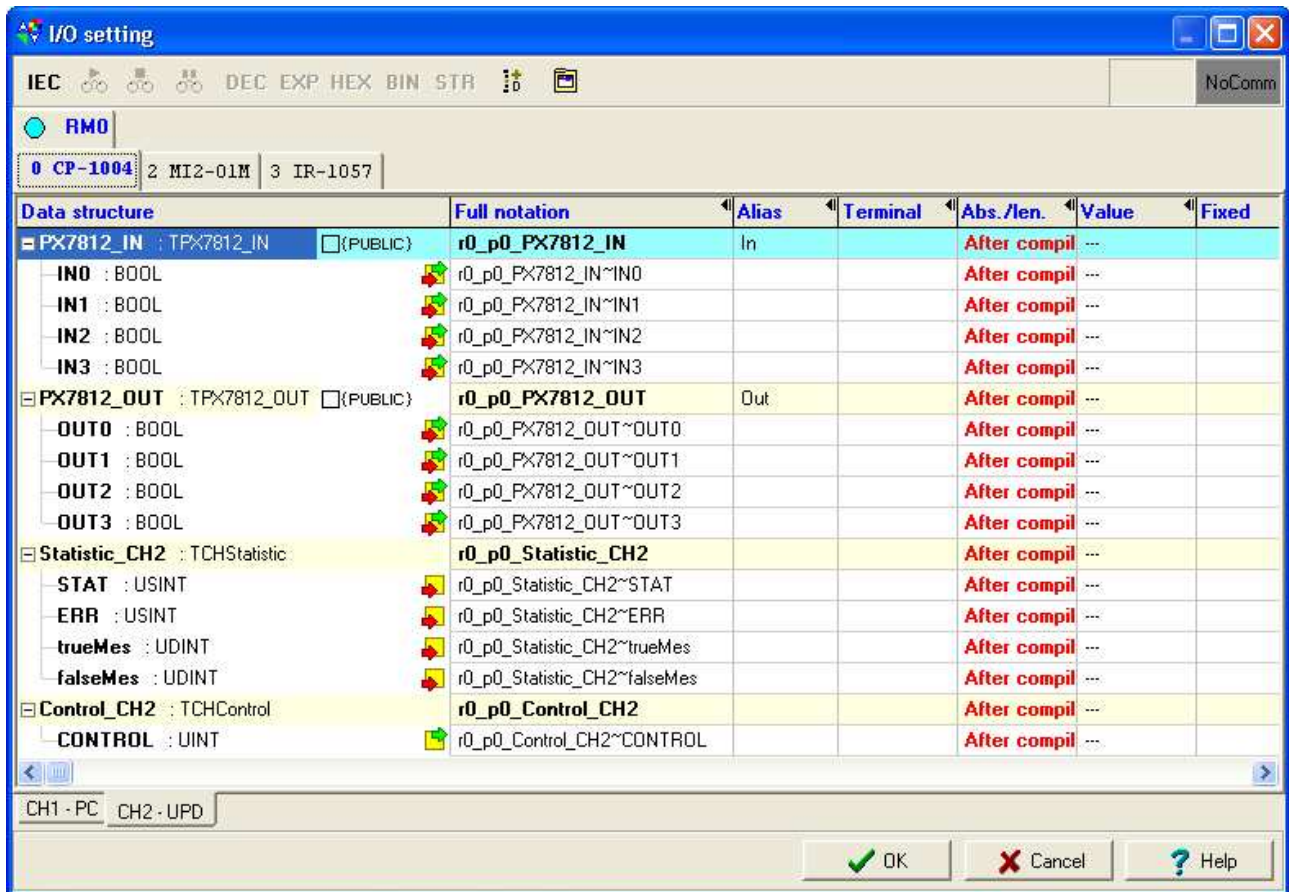 I/O setting
IEC DEC EXP HEX BIN STR D NoComm
RM0
0 CP-1004 2 MI2-01M 3 IR-1057
Data structure Full notation Alias Terminal Abs./len. Value Fixed
PX7812_IN : TPX7812_IN {PUBLIC} r0_p0_PX7812_IN In After compil ---
IN0 : BOOL r0_p0_PX7812_IN~IN0 After compil ---
IN1 : BOOL r0_p0_PX7812_IN~IN1 After compil ---
IN2 : BOOL r0_p0_PX7812_IN~IN2 After compil ---
IN3 : BOOL r0_p0_PX7812_IN~IN3 After compil ---
PX7812_OUT : TPX7812_OUT {PUBLIC} r0_p0_PX7812_OUT Out After compil ---
OUT0 : BOOL r0_p0_PX7812_OUT~OUT0 After compil ---
OUT1 : BOOL r0_p0_PX7812_OUT~OUT1 After compil ---
OUT2 : BOOL r0_p0_PX7812_OUT~OUT2 After compil ---
OUT3 : BOOL r0_p0_PX7812_OUT~OUT3 After compil ---
Statistic_CH2 : TCHStatistic r0_p0_Statistic_CH2 After compil ---
STAT : USINT r0_p0_Statistic_CH2~STAT After compil ---
ERR : USINT r0_p0_Statistic_CH2~ERR After compil ---
trueMes : UDINT r0_p0_Statistic_CH2~trueMes After compil ---
falseMes : UDINT r0_p0_Statistic_CH2~falseMes After compil ---
Control_CH2 : TCHControl r0_p0_Control_CH2 After compil ---
CONTROL : UINT r0_p0_Control_CH2~CONTROL After compil ---
CH1 - PC CH2 - UPD
OK Cancel ? Help